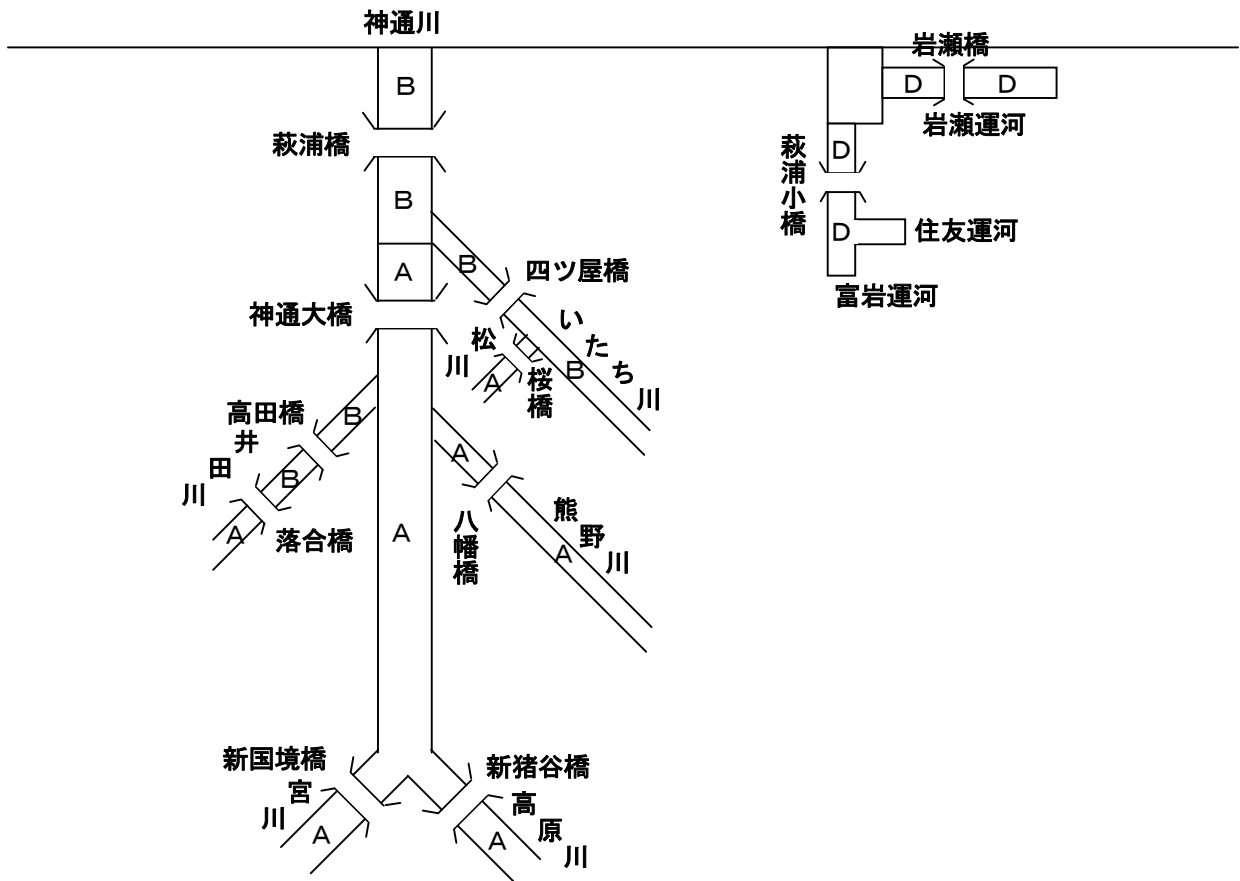 神通川
B
萩浦橋
B
A
神通大橋
B
四ツ屋橋
いたち川
B
松川
A
桜橋
高田橋
B
井田川
B
落合橋
A
A
A
八幡橋
熊野川
A
新国境橋
宮川
A
新猪谷橋
高原川
A
岩瀬橋
D
D
岩瀬運河
萩浦小橋
D
D
住友運河
富岩運河